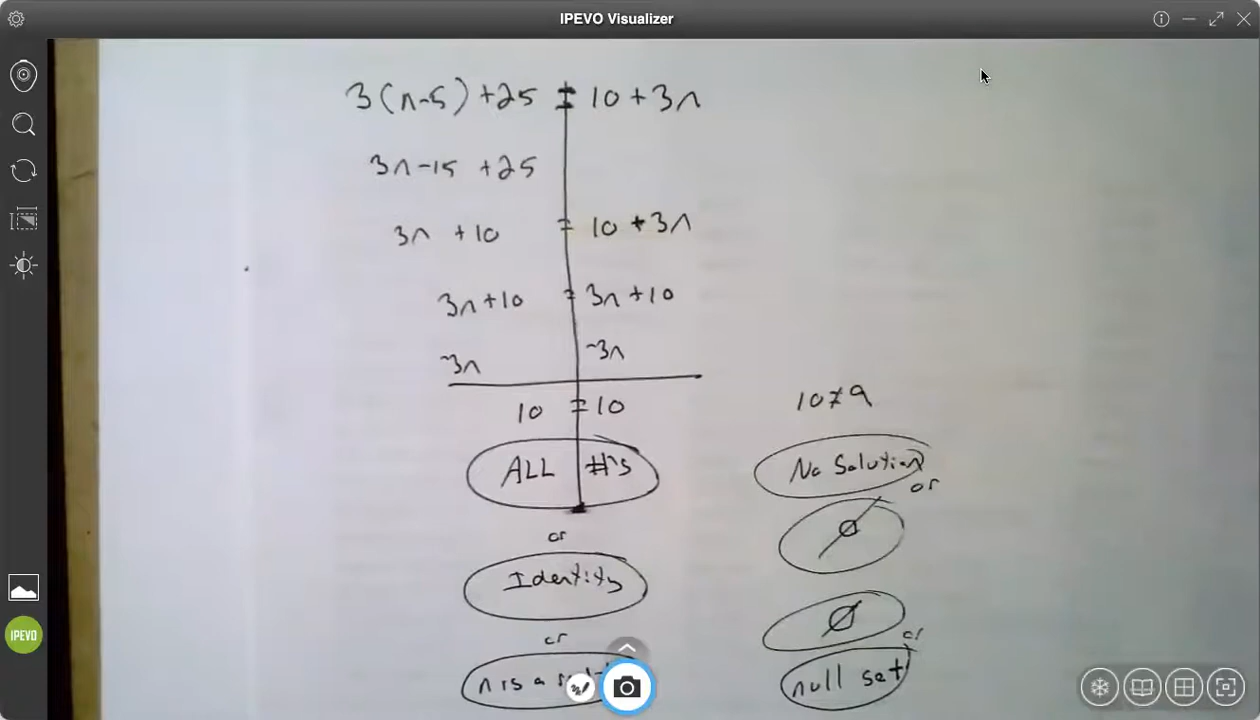 IPEVO Visualizer
3(n-5) +25 = 10 + 3n
3n -15 +25
3n +10 = 10 + 3n
3n +10 = 3n +10
-3n -3n
10 = 10
10 ≠ 9
ALL #'s
No Solution
or
∅
or
Identity
∅
or
or
n is a
null set
IPEVO